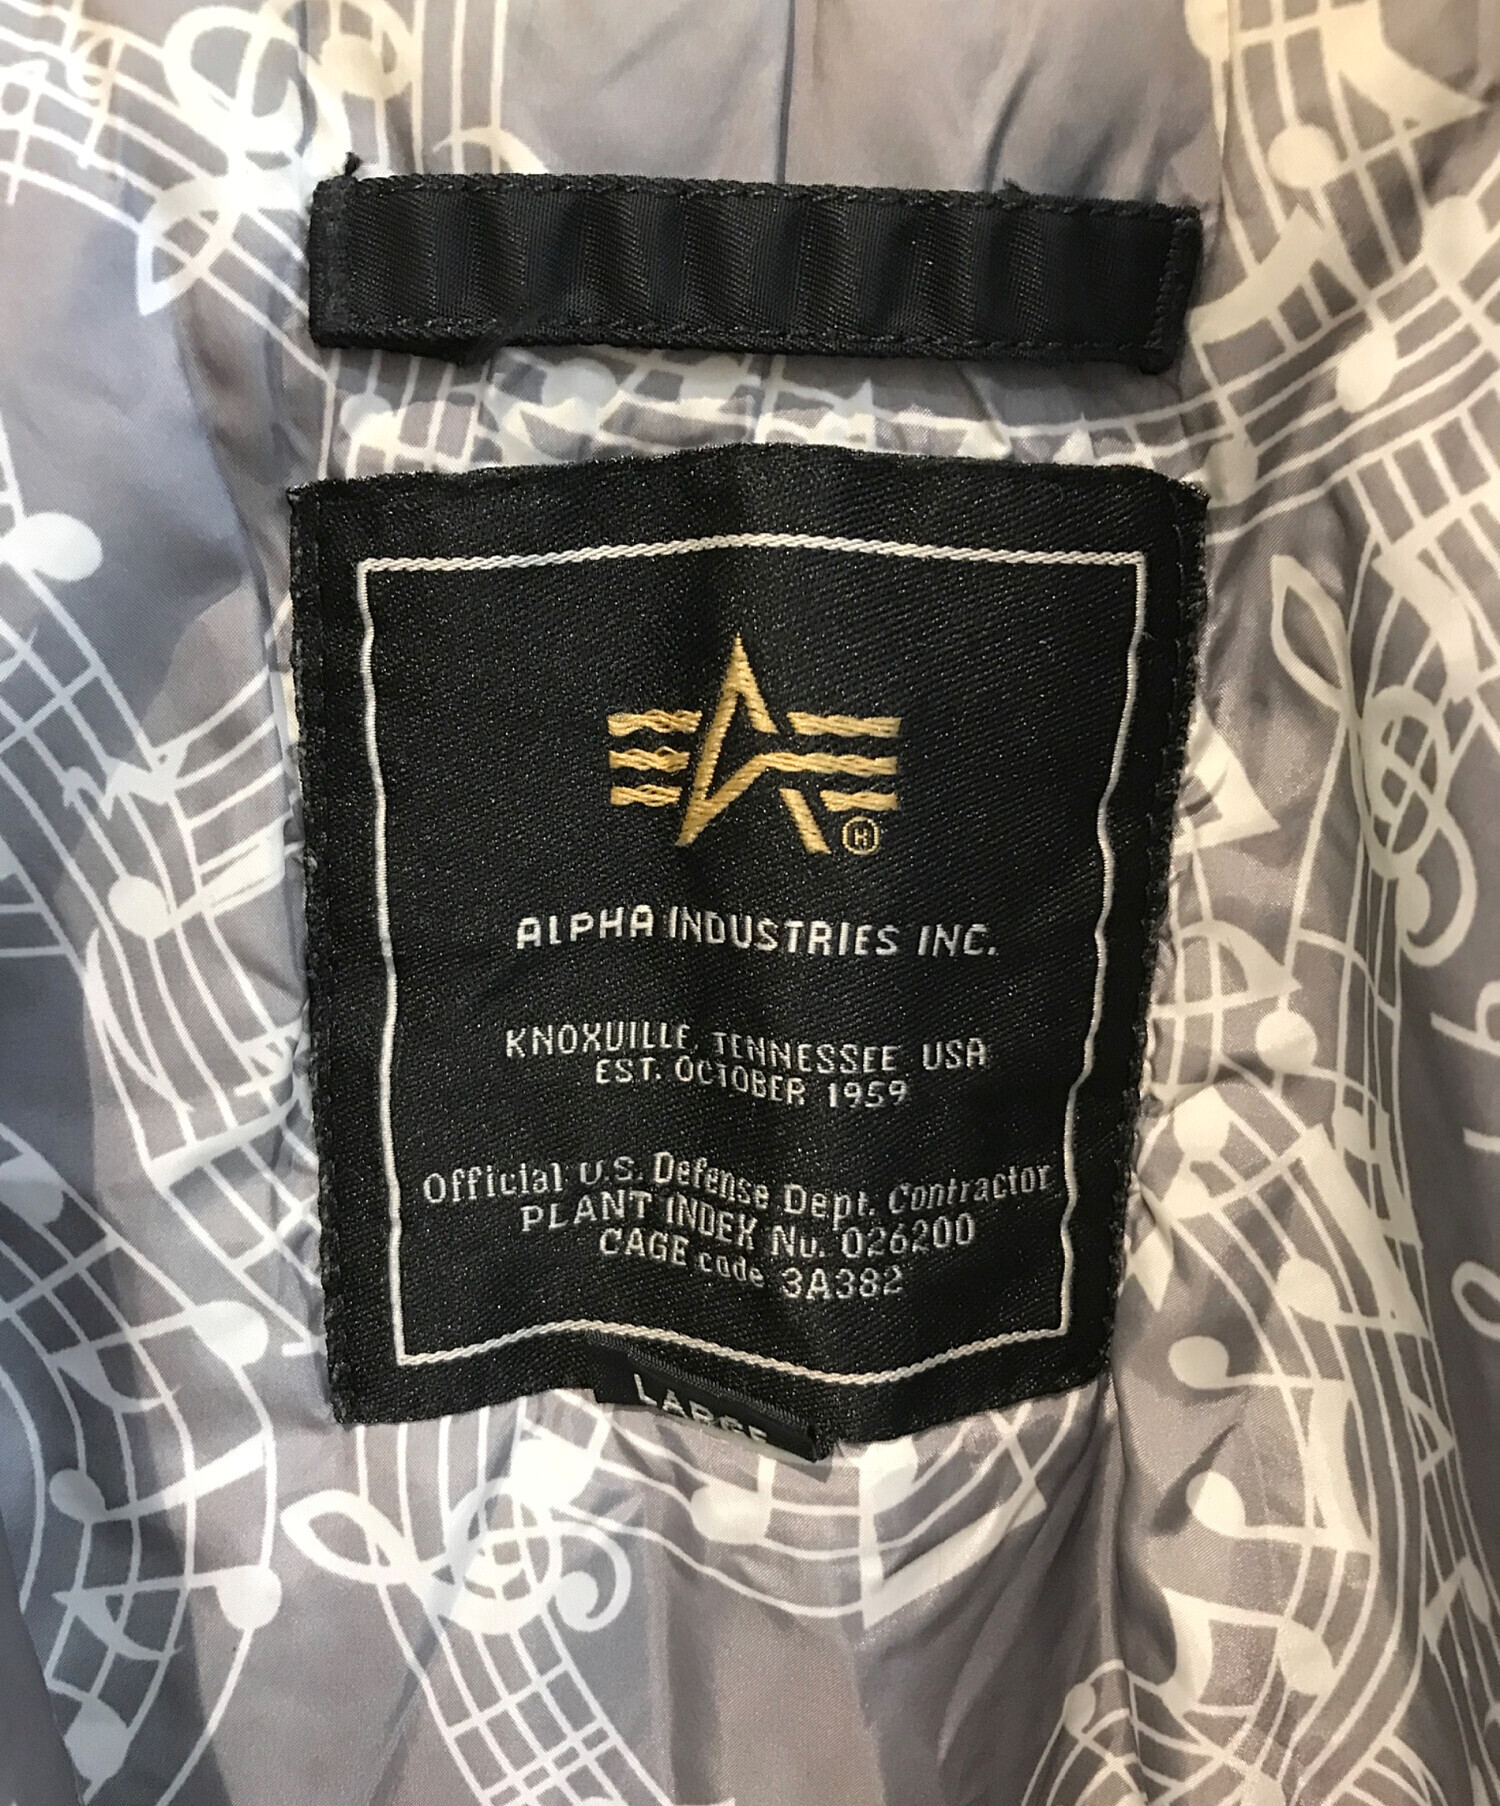 ALPHA INDUSTRIES INC.
KNOXVILLE, TENNESSEE USA
EST. OCTOBER 1959
Official U.S. Defense Dept. Contractor
PLANT INDEX No. 026200
CAGE code 3A382
LARGE